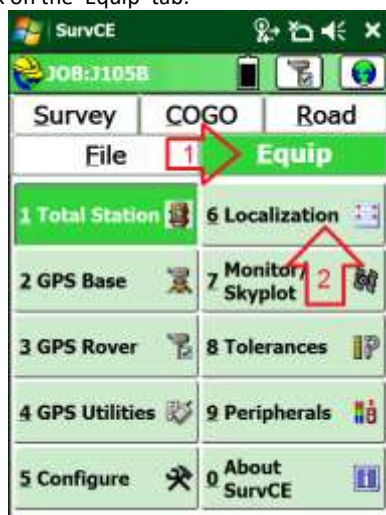 k on the 'Equip' tab.
SurvCE
JOB:J105B
Survey COGO Road
File 1 Equip
1 Total Station 6 Localization
2 GPS Base 7 Monitor/
Skyplot 2
3 GPS Rover 8 Tolerances
4 GPS Utilities 9 Peripherals
5 Configure 0 About
SurvCE